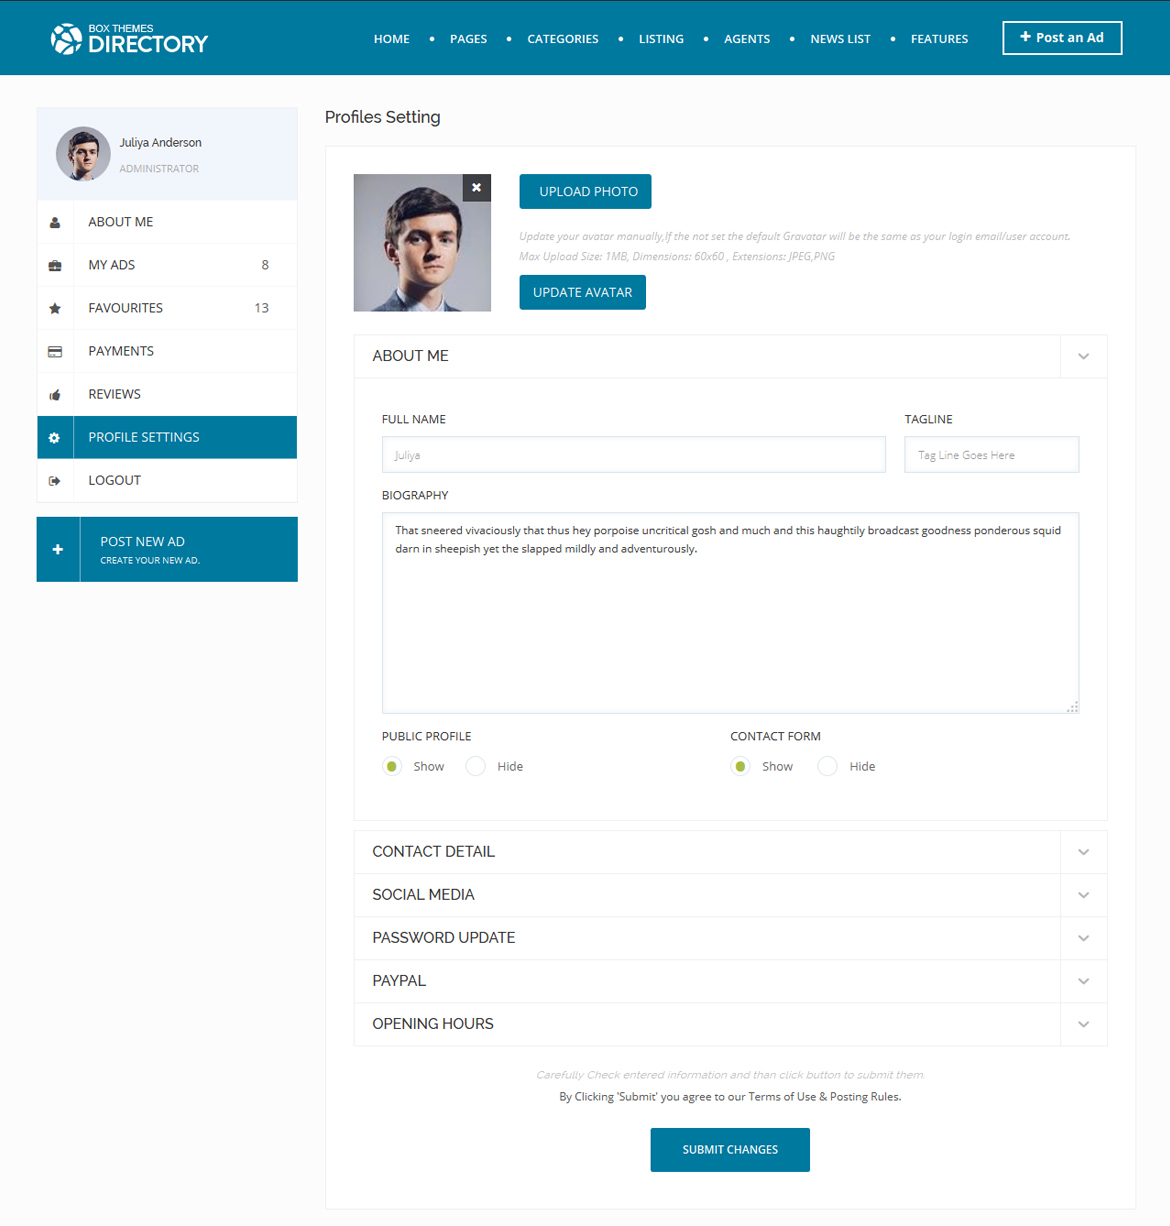 BOX THEMES
DIRECTORY
HOME
PAGES
CATEGORIES
LISTING
AGENTS
NEWS LIST
FEATURES
Post an Ad
Juliya Anderson
ADMINISTRATOR
ABOUT ME
MY ADS 8
FAVOURITES 13
PAYMENTS
REVIEWS
PROFILE SETTINGS
LOGOUT
POST NEW AD
CREATE YOUR NEW AD.
Profiles Setting
UPLOAD PHOTO
Update your avatar manually,If the not set the default Gravatar will be the same as your login email/user account.
Max Upload Size: 1MB, Dimensions: 60x60 , Extensions: JPEG,PNG
UPDATE AVATAR
ABOUT ME
FULL NAME
TAGLINE
Juliya
Tag Line Goes Here
BIOGRAPHY
That sneered vivaciously that thus hey porpoise uncritical gosh and much and this haughtily broadcast goodness ponderous squid
darn in sheepish yet the slapped mildly and adventurously.
PUBLIC PROFILE
CONTACT FORM
Show Hide
Show Hide
CONTACT DETAIL
SOCIAL MEDIA
PASSWORD UPDATE
PAYPAL
OPENING HOURS
Carefully Check entered information and than click button to submit them.
By Clicking 'Submit' you agree to our Terms of Use & Posting Rules.
SUBMIT CHANGES